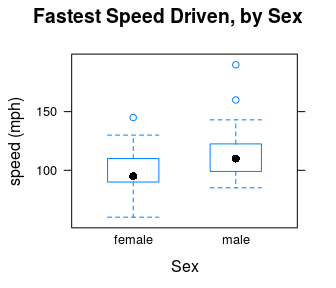 Fastest Speed Driven, by Sex
speed (mph)
150
100
female male
Sex